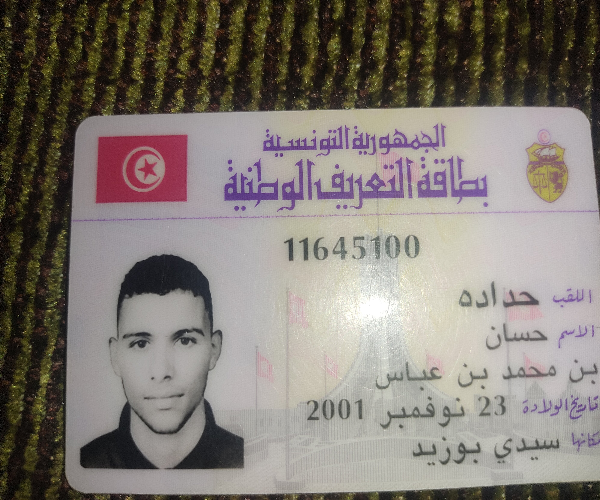 الجمهورية التونسية
بطاقة التعريف الوطنية
11645100
اللقب حداده
الاسم حسان
بن محمد بن عباس
تاريخ الولادة 23 نوفمبر 2001
مكانها سيدي بوزيد